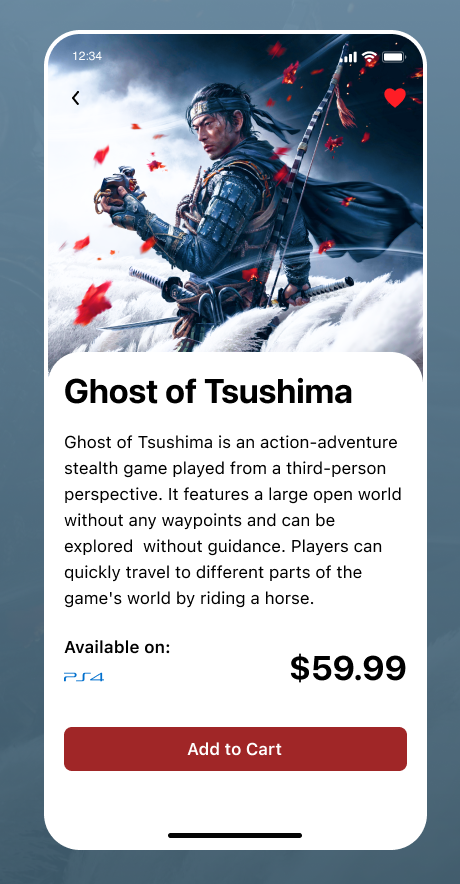 12:34
Ghost of Tsushima
Ghost of Tsushima is an action-adventure
stealth game played from a third-person
perspective. It features a large open world
without any waypoints and can be
explored  without guidance. Players can
quickly travel to different parts of the
game's world by riding a horse.
Available on:
PS4
$59.99
Add to Cart